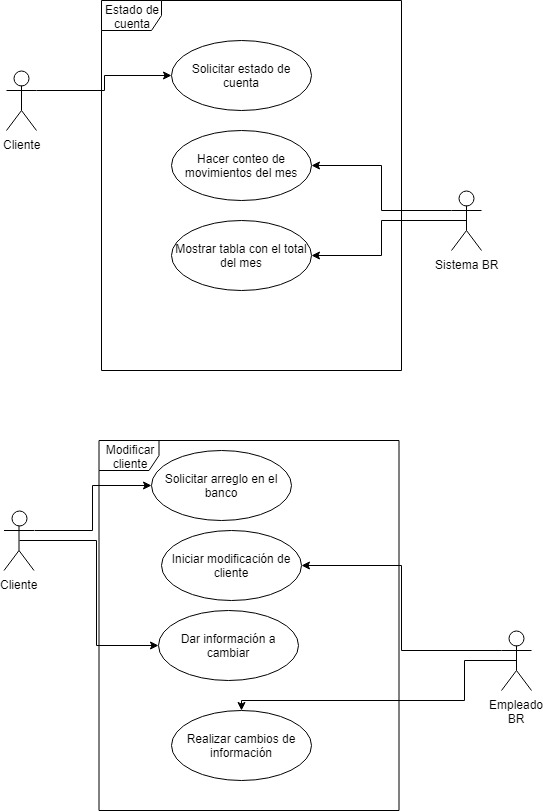 Estado de
cuenta
Solicitar estado de
cuenta
Cliente
Hacer conteo de
movimientos del mes
Mostrar tabla con el total
del mes
Sistema BR
Modificar
cliente
Solicitar arreglo en el
banco
Iniciar modificación de
cliente
Cliente
Dar información a
cambiar
Empleado
BR
Realizar cambios de
información